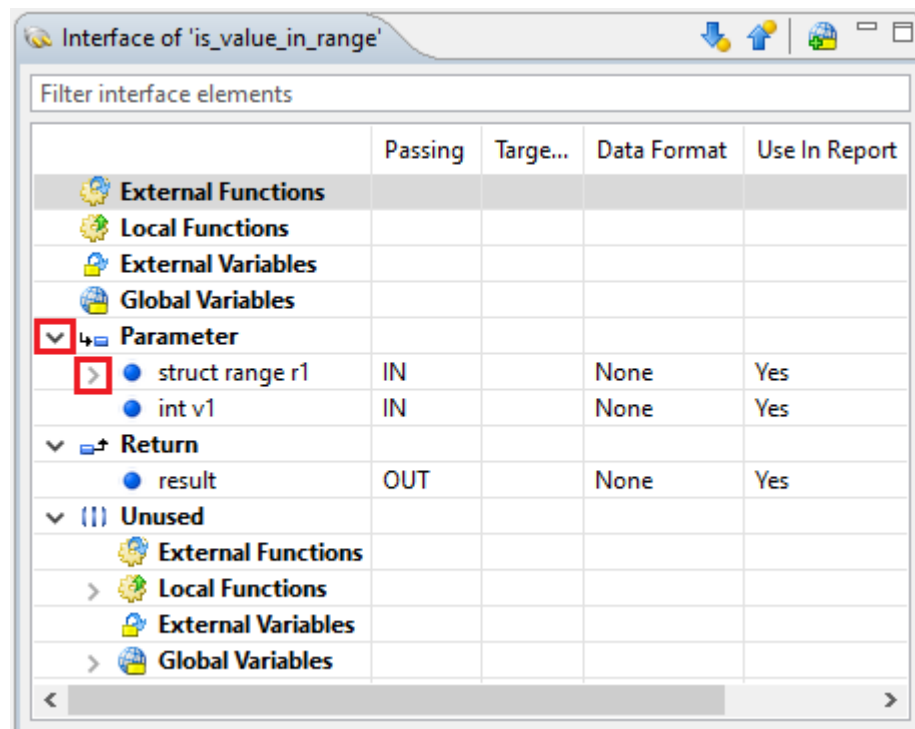 Interface of 'is_value_in_range'
Filter interface elements
Passing Targe... Data Format Use In Report
External Functions
Local Functions
External Variables
Global Variables
Parameter
struct range r1 IN None Yes
int v1 IN None Yes
Return
result OUT None Yes
Unused
External Functions
Local Functions
External Variables
Global Variables